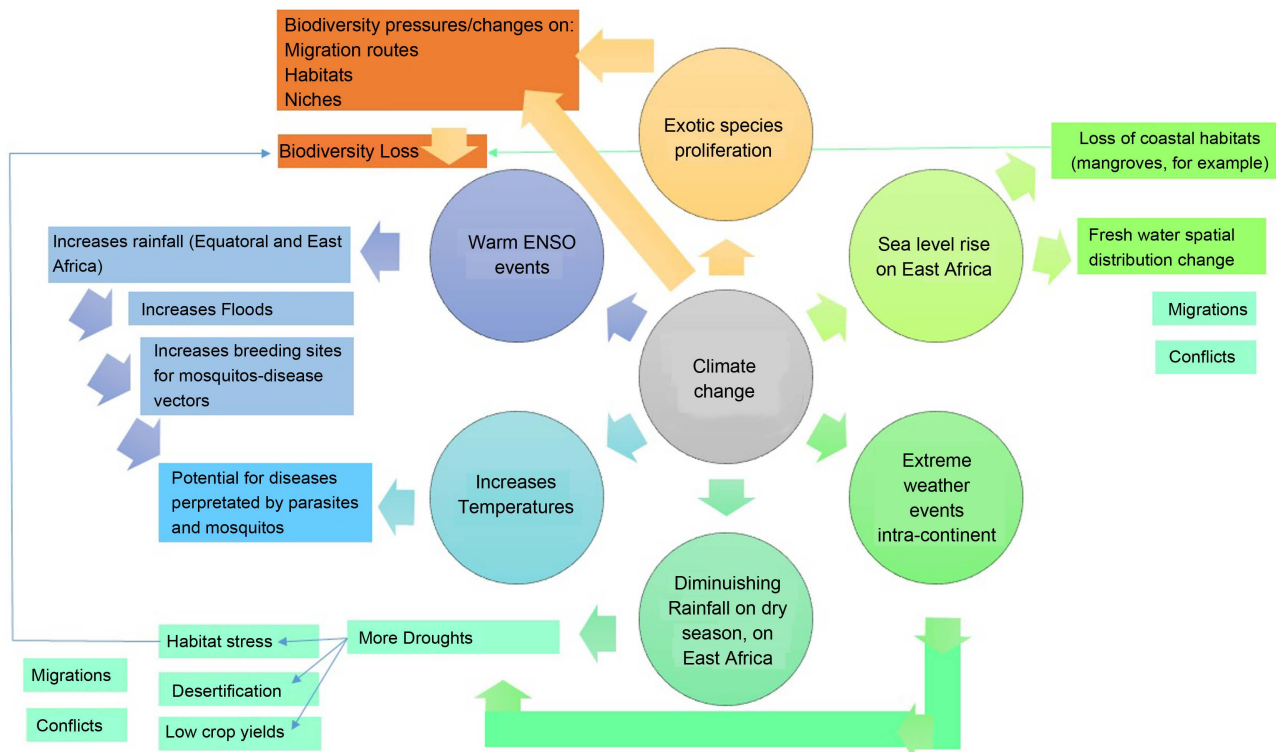 Biodiversity pressures/changes on:
Migration routes
Habitats
Niches
Biodiversity Loss
Exotic species
proliferation
Loss of coastal habitats
(mangroves, for example)
Warm ENSO
events
Sea level rise
on East Africa
Fresh water spatial
distribution change
Increases rainfall (Equatoral and East
Africa)
Increases Floods
Increases breeding sites
for mosquitos-disease
vectors
Migrations
Conflicts
Climate
change
Potential for diseases
perpretated by parasites
and mosquitos
Increases
Temperatures
Extreme
weather
events
intra-continent
Diminuishing
Rainfall on dry
season, on
East Africa
More Droughts
Habitat stress
Desertification
Low crop yields
Migrations
Conflicts